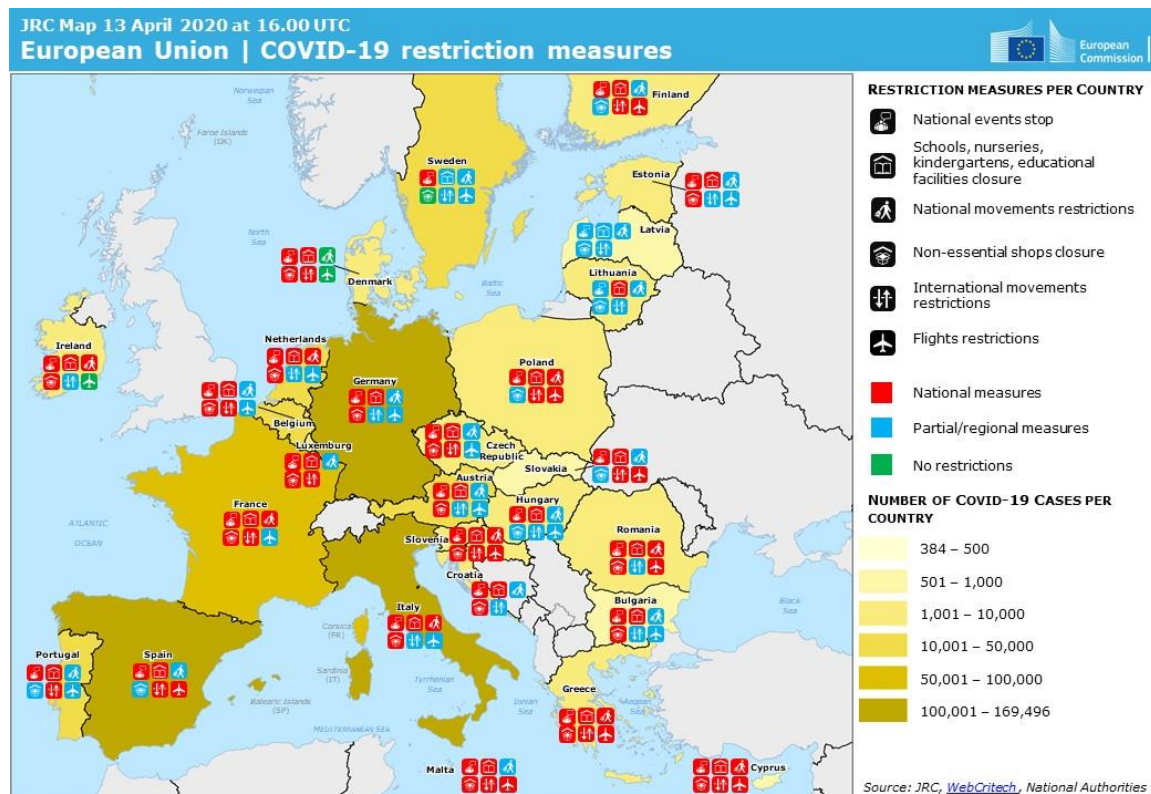 JRC Map 13 April 2020 at 16.00 UTC
European Union | COVID-19 restriction measures
European
Commission
Norwegian
Sea
Faroe Islands
(DK)
Finland
Sweden
Estonia
North
Sea
Latvia
Denmark
Lithuania
Baltic
Sea
Ireland
Netherlands
Poland
Germany
Belgium
Luxemburg
Czech
Republic
Slovakia
Austria
Hungary
France
ATLANTIC
OCEAN
Slovenia
Romania
Croatia
Italy
Bulgaria
Black
Sea
Corsica
(FR)
Portugal
Spain
Sardinia
(IT)
Tyrrhenian
Sea
Balearic Islands
(SP)
Ionian
Sea
Greece
Aegean
Sea
MEDITERRANEAN SEA
Malta
Cyprus
RESTRICTION MEASURES PER COUNTRY
National events stop
Schools, nurseries,
kindergartens, educational
facilities closure
National movements restrictions
Non-essential shops closure
International movements
restrictions
Flights restrictions
National measures
Partial/regional measures
No restrictions
NUMBER OF COVID-19 CASES PER
COUNTRY
384 – 500
501 – 1,000
1,001 – 10,000
10,001 – 50,000
50,001 – 100,000
100,001 – 169,496
Source: JRC, WebCritech, National Authorities